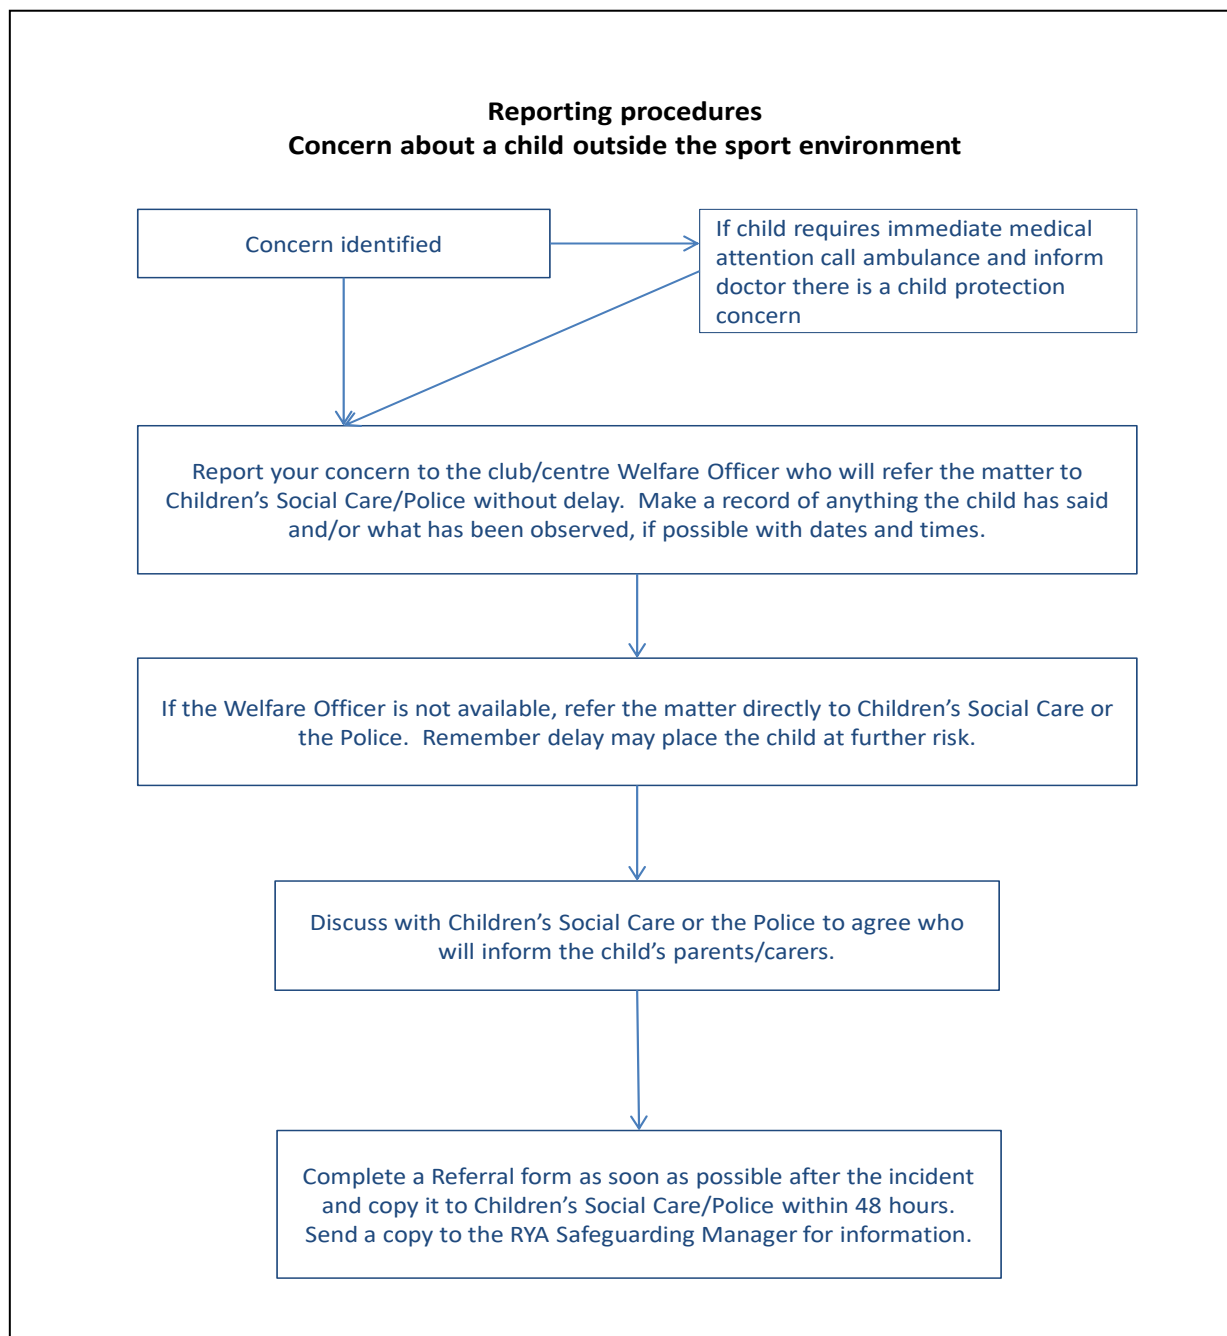 Reporting procedures
Concern about a child outside the sport environment
Concern identified
If child requires immediate medical
attention call ambulance and inform
doctor there is a child protection
concern
Report your concern to the club/centre Welfare Officer who will refer the matter to
Children’s Social Care/Police without delay.  Make a record of anything the child has said
and/or what has been observed, if possible with dates and times.
If the Welfare Officer is not available, refer the matter directly to Children’s Social Care or
the Police.  Remember delay may place the child at further risk.
Discuss with Children’s Social Care or the Police to agree who
will inform the child’s parents/carers.
Complete a Referral form as soon as possible after the incident
and copy it to Children’s Social Care/Police within 48 hours.
Send a copy to the RYA Safeguarding Manager for information.